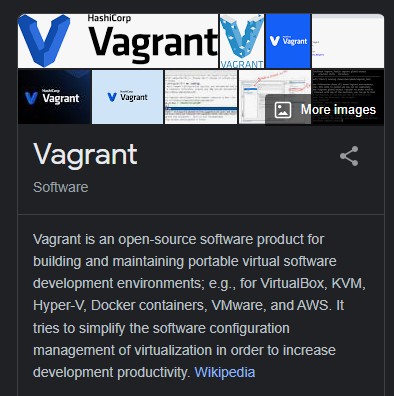 HashiCorp
Vagrant
VAGRANT
Vagrant
HashiCorp
Vagrant
Vagrant
More images
Vagrant
Software
Vagrant is an open-source software product for
building and maintaining portable virtual software
development environments; e.g., for VirtualBox, KVM,
Hyper-V, Docker containers, VMware, and AWS. It
tries to simplify the software configuration
management of virtualization in order to increase
development productivity. Wikipedia